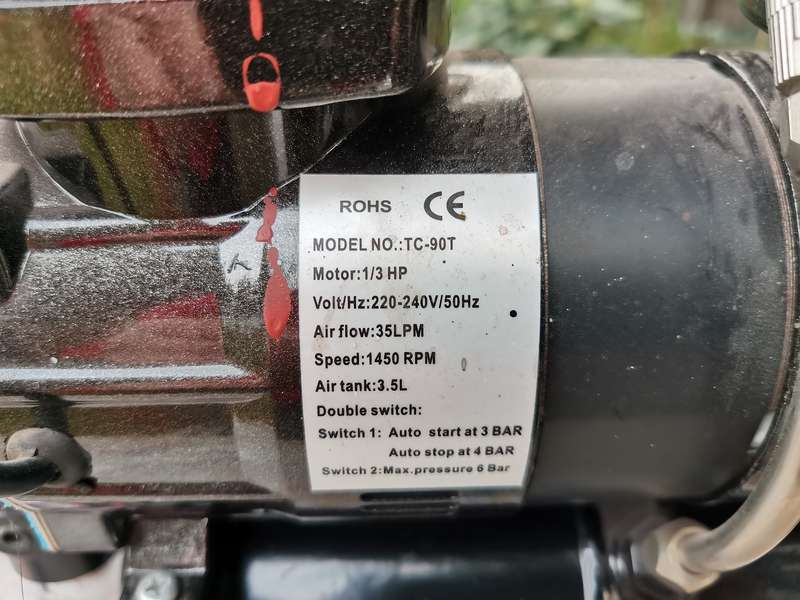 ROHS CE
MODEL NO.:TC-90T
Motor:1/3 HP
Volt/Hz:220-240V/50Hz
Air flow:35LPM
Speed:1450 RPM
Air tank:3.5L
Double switch:
Switch 1: Auto start at 3 BAR
Auto stop at 4 BAR
Switch 2:Max.pressure 6 Bar